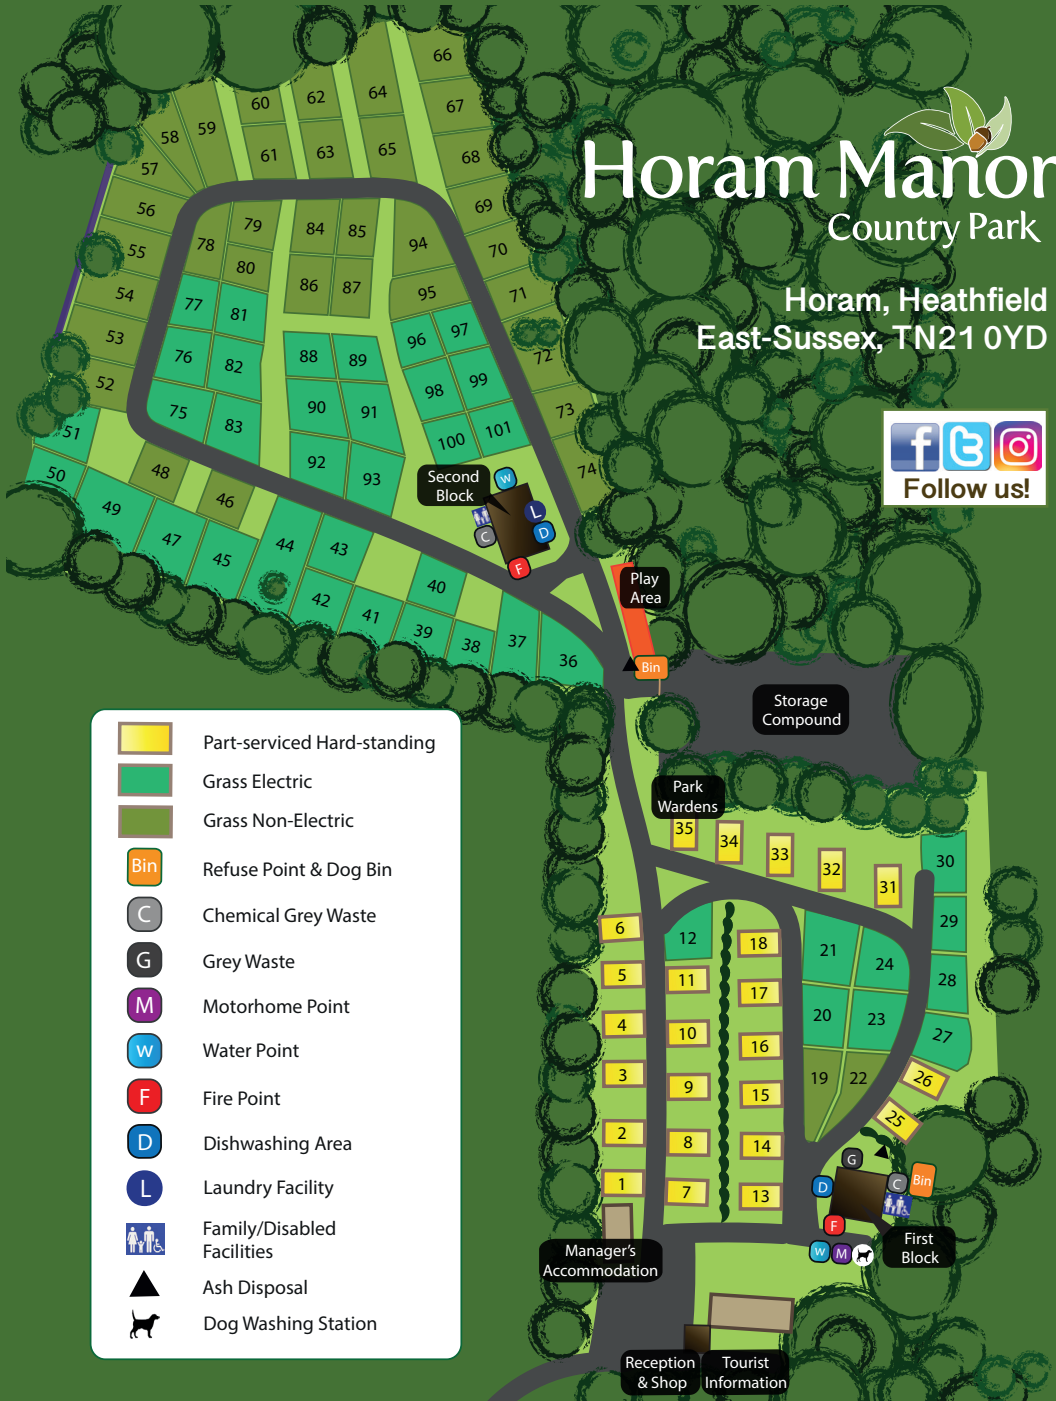 Horam Manor
Country Park
Horam, Heathfield
East-Sussex, TN21 0YD
Follow us!
66
60
62
64
67
58
59
61
63
65
68
57
56
69
79
84
85
78
94
70
55
80
54
86
87
95
71
77
81
53
96
97
72
76
82
88
89
52
98
99
73
75
83
90
91
51
100
101
74
50
48
92
93
Second
Block
W
L
C
D
F
49
46
47
45
44
43
42
41
40
39
38
37
36
Play
Area
Bin
Storage
Compound
Park
Wardens
35
34
33
32
31
30
29
28
27
26
25
6
5
4
3
2
1
12
11
10
9
8
7
18
17
16
15
14
13
21
24
20
23
19
22
G
D
C
Bin
F
W
M
First
Block
Manager's
Accommodation
Reception
& Shop
Tourist
Information
Part-serviced Hard-standing
Grass Electric
Grass Non-Electric
Bin
Refuse Point & Dog Bin
C
Chemical Grey Waste
G
Grey Waste
M
Motorhome Point
W
Water Point
F
Fire Point
D
Dishwashing Area
L
Laundry Facility
Family/Disabled
Facilities
Ash Disposal
Dog Washing Station